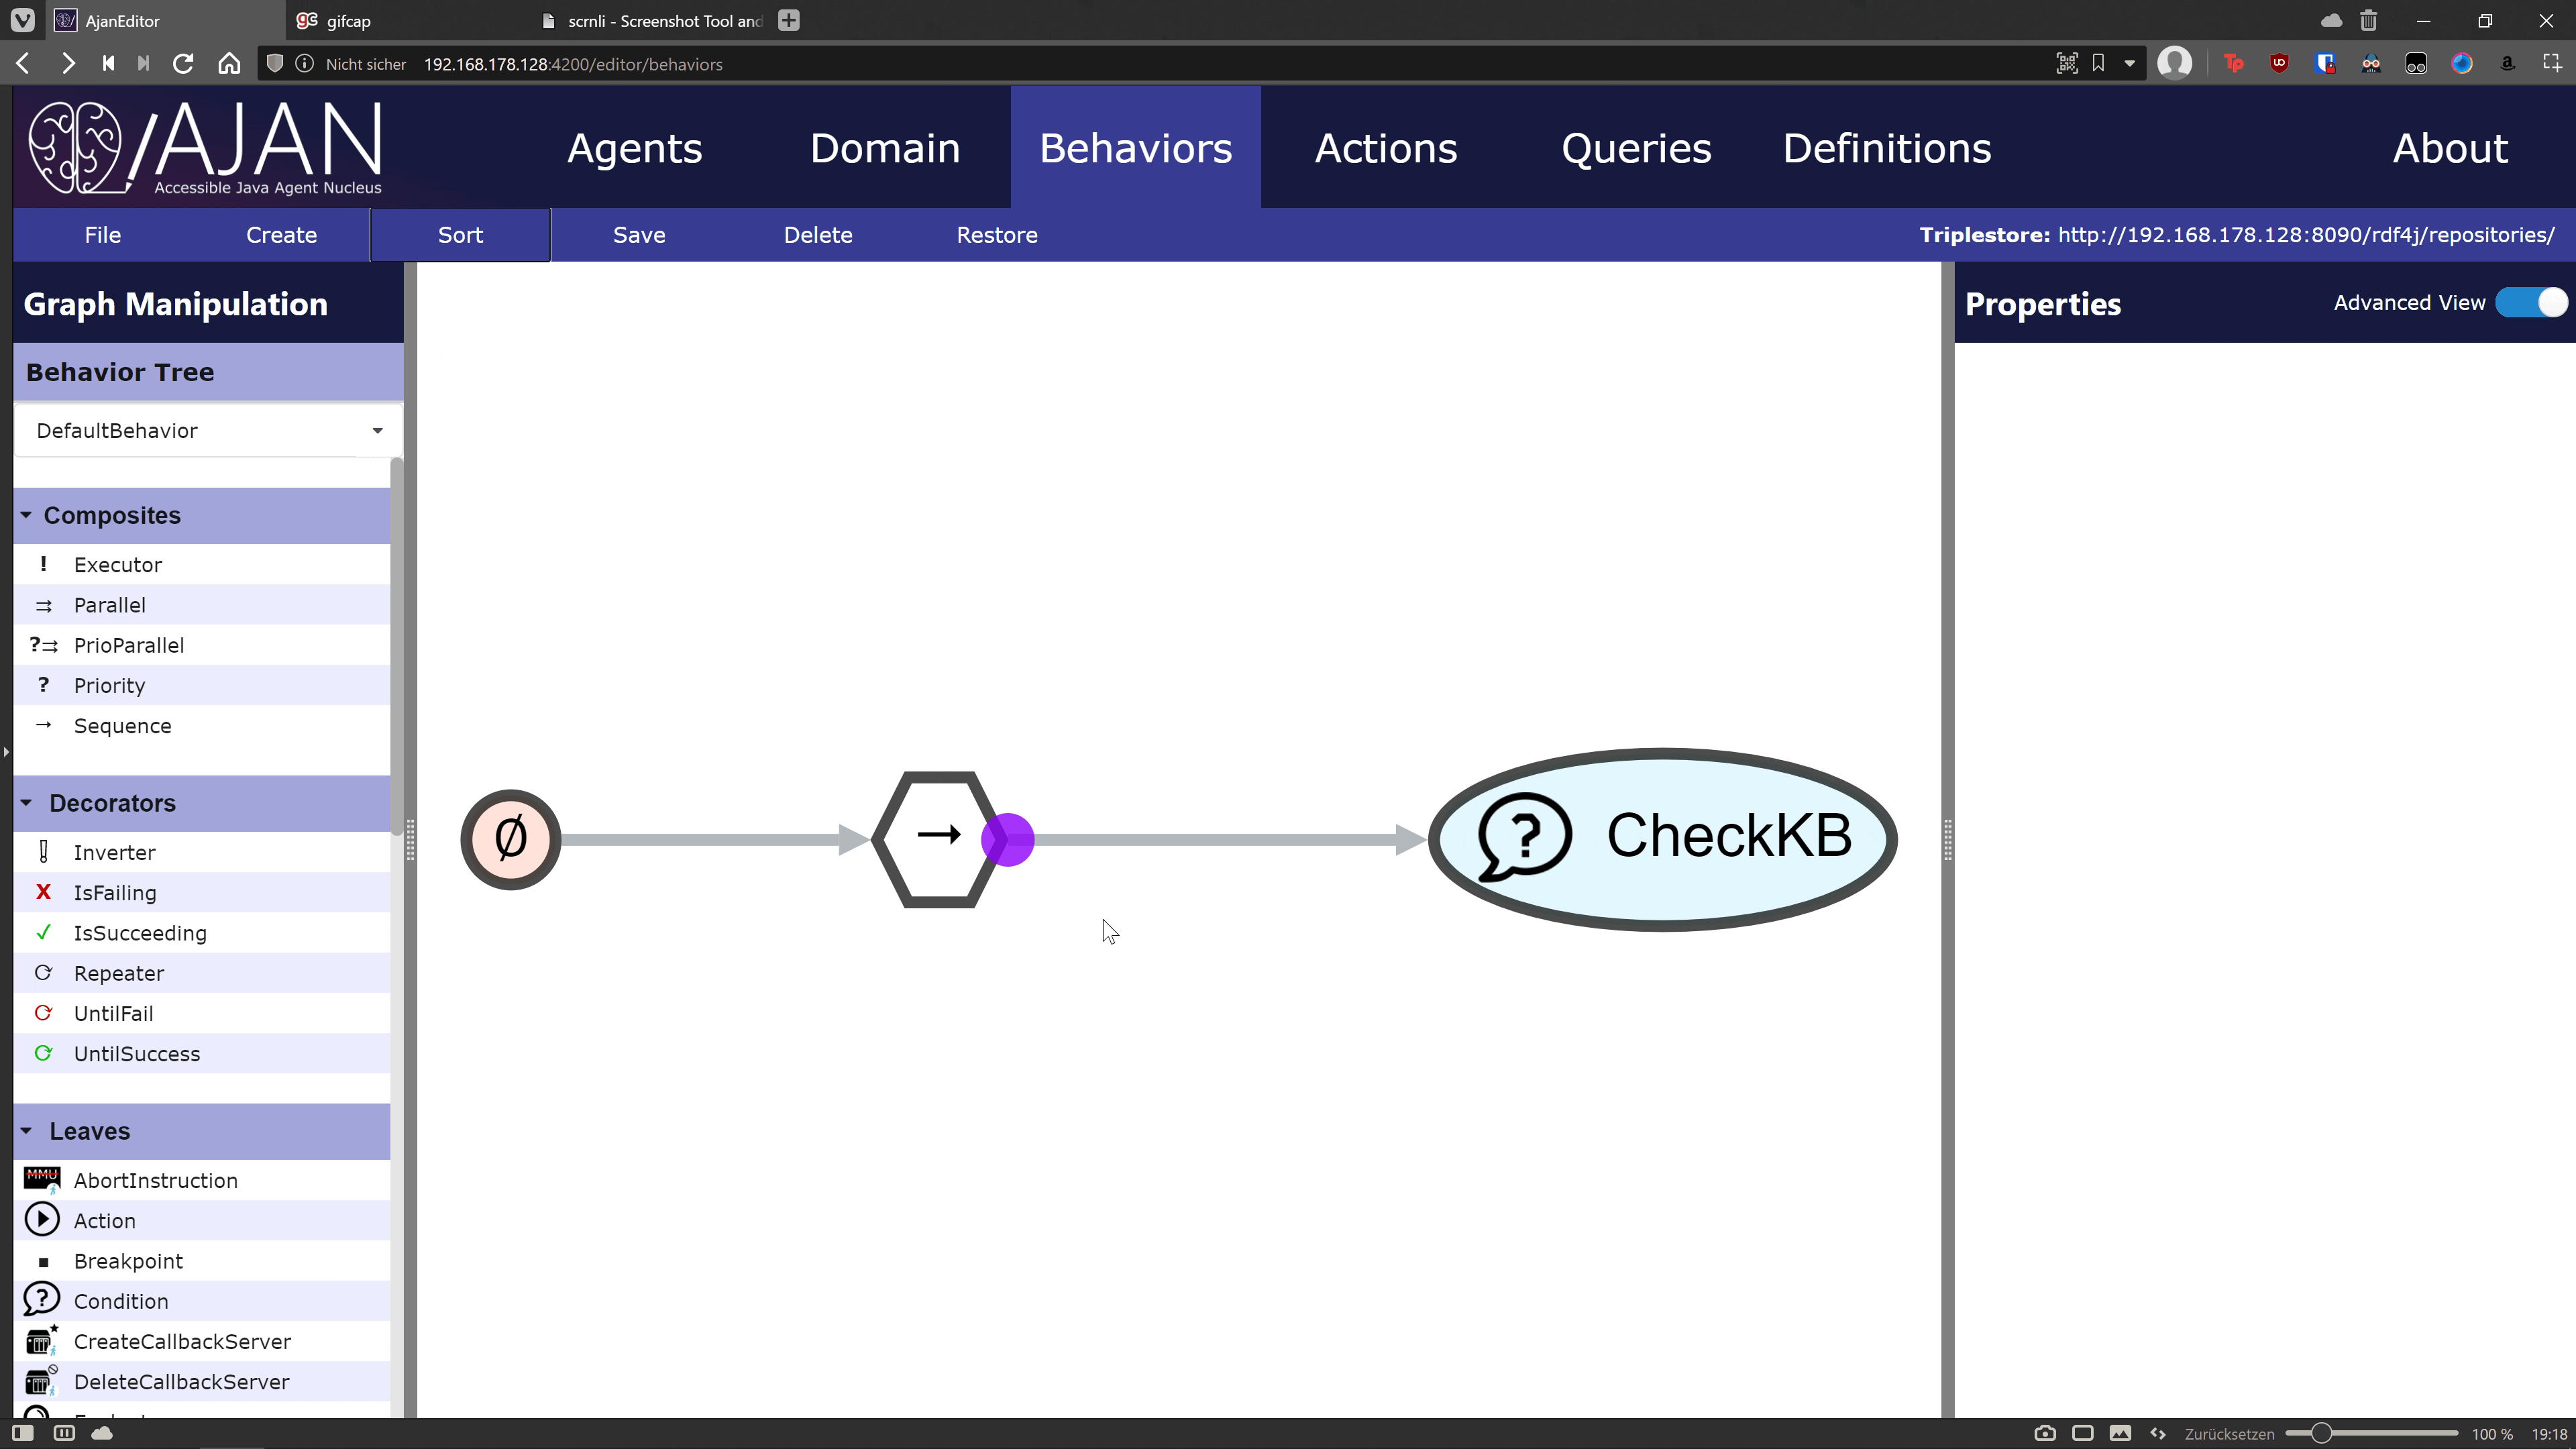 AjanEditor
gifcap
scrnli - Screenshot Tool and
Nicht sicher 192.168.178.128:4200/editor/behaviors
/AJAN
Accessible Java Agent Nucleus
Agents Domain Behaviors Actions Queries Definitions About
File Create Sort Save Delete Restore Triplestore: http://192.168.178.128:8090/rdf4j/repositories/
Graph Manipulation
Properties Advanced View
Behavior Tree
DefaultBehavior
Composites
! Executor
Parallel
? PrioParallel
? Priority
→ Sequence
Decorators
Inverter
X IsFailing
✓ IsSucceeding
Repeater
UntilFail
UntilSuccess
Leaves
MMU AbortInstruction
Action
Breakpoint
? Condition
CreateCallbackServer
DeleteCallbackServer
Ø → ? CheckKB
Zurücksetzen 100 % 19:18